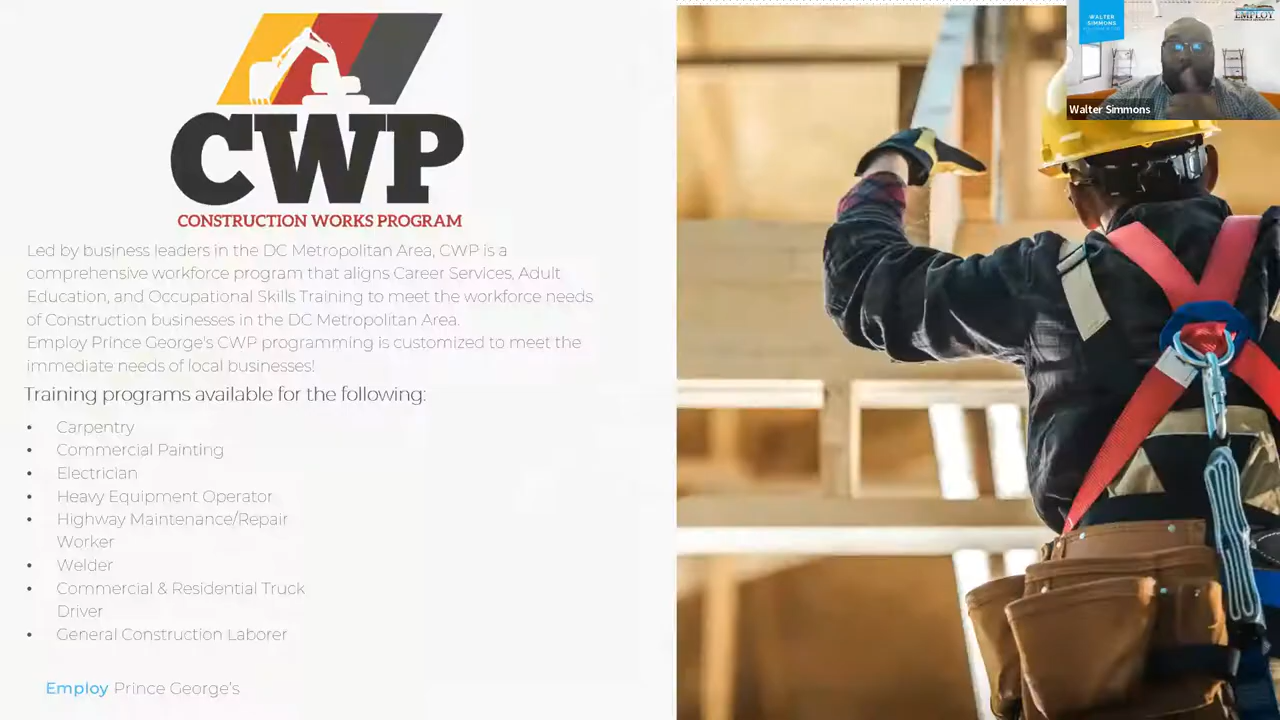 CWP
CONSTRUCTION WORKS PROGRAM
Led by business leaders in the DC Metropolitan Area, CWP is a
comprehensive workforce program that aligns Career Services, Adult
Education, and Occupational Skills Training to meet the workforce needs
of Construction businesses in the DC Metropolitan Area.
Employ Prince George's CWP programming is customized to meet the
immediate needs of local businesses!
Training programs available for the following:
• Carpentry
• Commercial Painting
• Electrician
• Heavy Equipment Operator
• Highway Maintenance/Repair
Worker
• Welder
• Commercial & Residential Truck
Driver
• General Construction Laborer
Employ Prince George's
WALTER
SIMMONS
EMPLOY
Walter Simmons